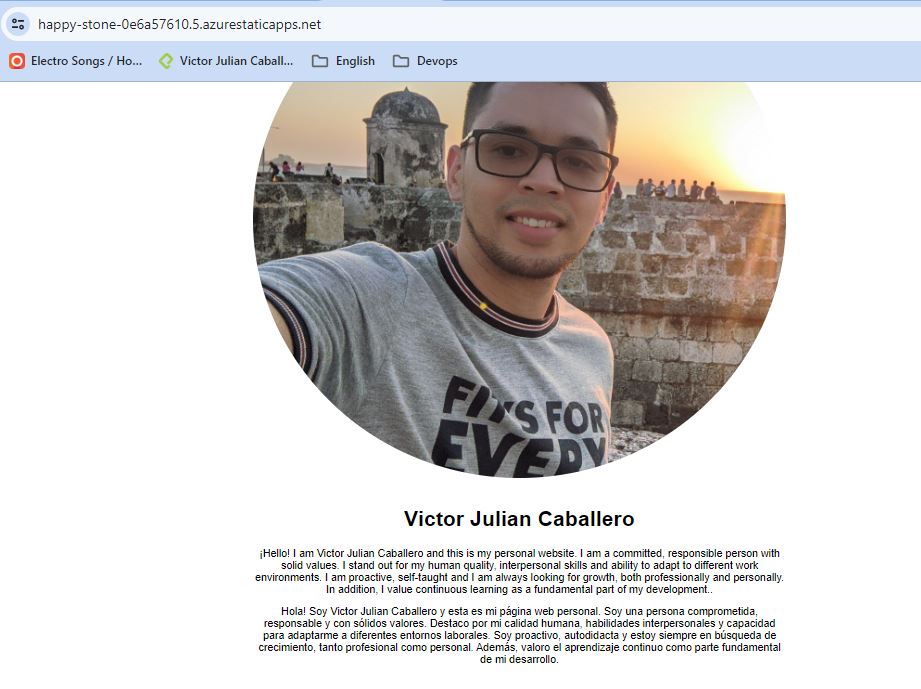 happy-stone-0e6a57610.5.azurestaticapps.net
Electro Songs / Ho...
Victor Julian Caball...
English
Devops
FITS FOR
EVERY
Victor Julian Caballero
¡Hello! I am Victor Julian Caballero and this is my personal website. I am a committed, responsible person with
solid values. I stand out for my human quality, interpersonal skills and ability to adapt to different work
environments. I am proactive, self-taught and I am always looking for growth, both professionally and personally.
In addition, I value continuous learning as a fundamental part of my development..
Hola! Soy Victor Julian Caballero y esta es mi página web personal. Soy una persona comprometida,
responsable y con sólidos valores. Destaco por mi calidad humana, habilidades interpersonales y capacidad
para adaptarme a diferentes entornos laborales. Soy proactivo, autodidacta y estoy siempre en búsqueda de
crecimiento, tanto profesional como personal. Además, valoro el aprendizaje continuo como parte fundamental
de mi desarrollo.